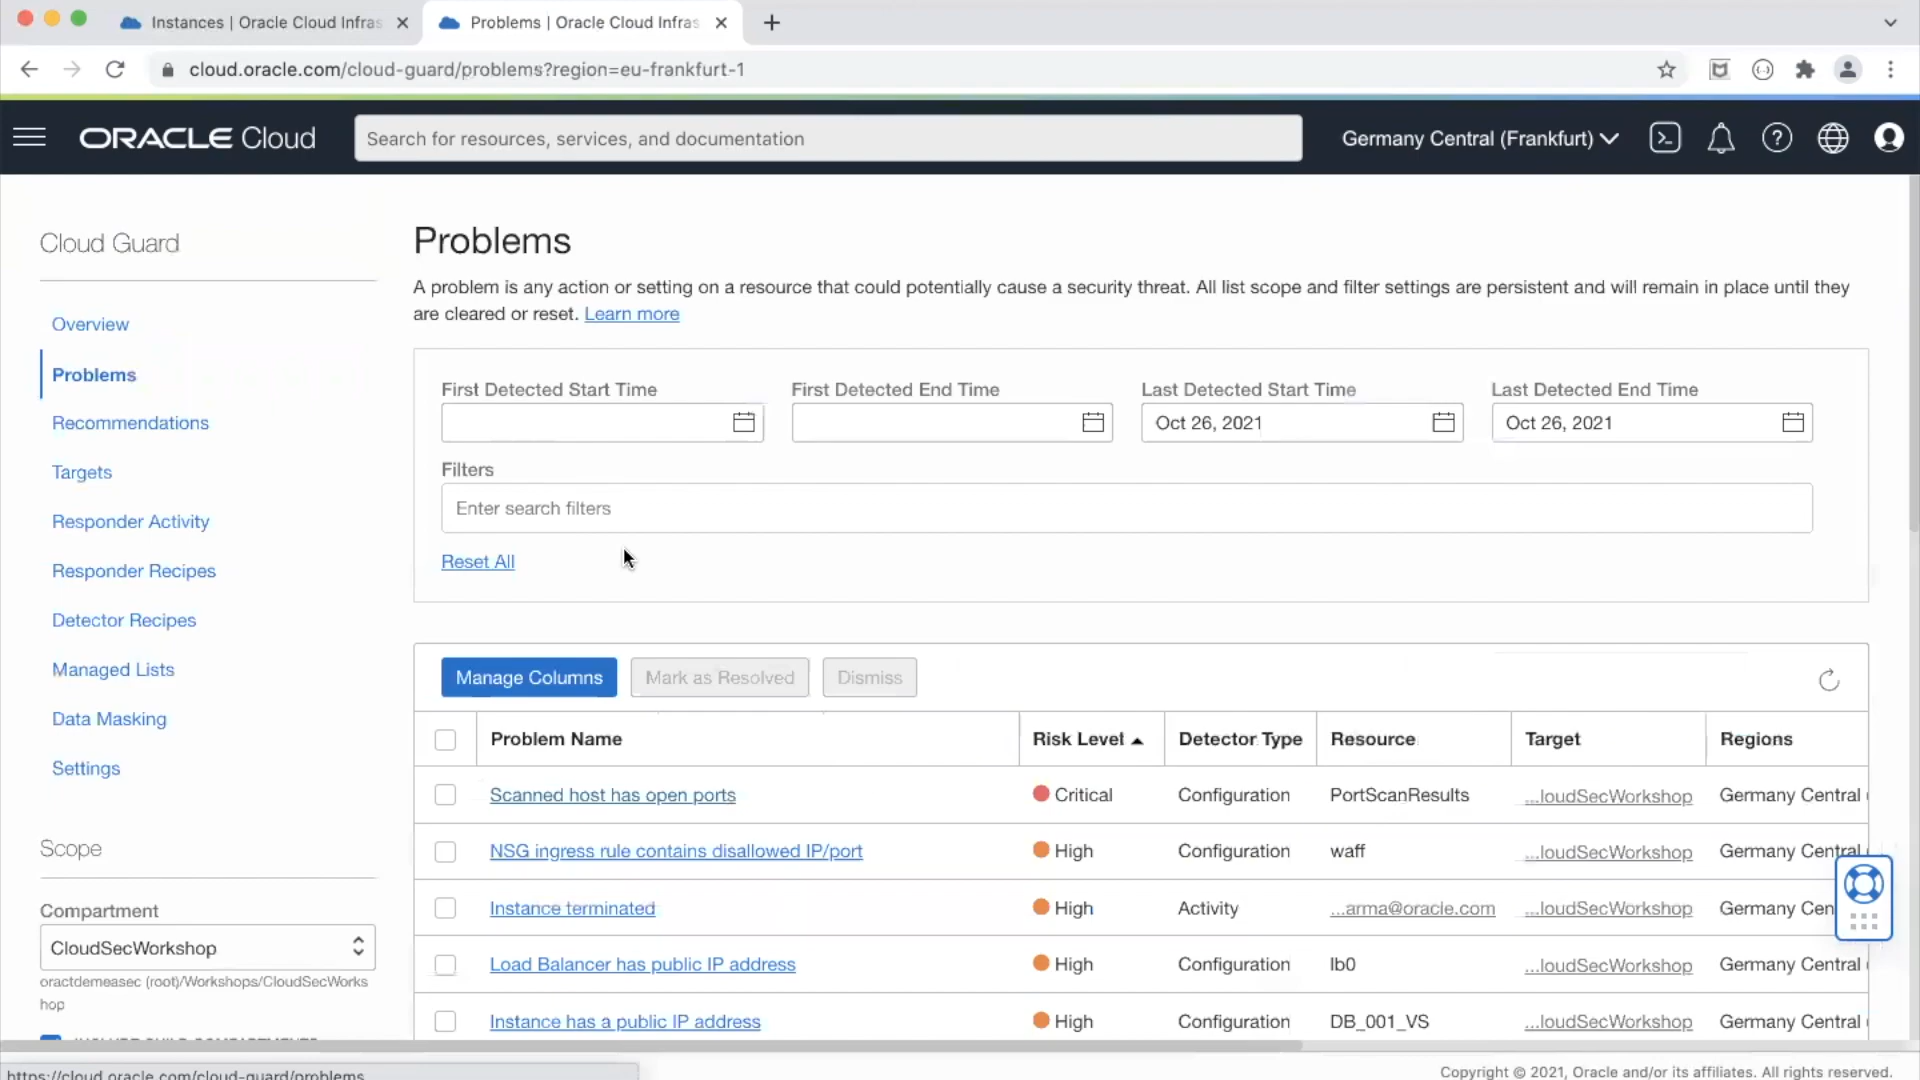 Instances | Oracle Cloud Infras
Problems | Oracle Cloud Infras
cloud.oracle.com/cloud-guard/problems?region=eu-frankfurt-1
ORACLE Cloud
Search for resources, services, and documentation
Germany Central (Frankfurt)
Cloud Guard
Overview
Problems
Recommendations
Targets
Responder Activity
Responder Recipes
Detector Recipes
Managed Lists
Data Masking
Settings
Scope
Compartment
CloudSecWorkshop
oractdemeasec (root)/Workshops/CloudSecWorks
hop
Problems
A problem is any action or setting on a resource that could potentially cause a security threat. All list scope and filter settings are persistent and will remain in place until they
are cleared or reset. Learn more
First Detected Start Time First Detected End Time Last Detected Start Time Last Detected End Time
Oct 26, 2021 Oct 26, 2021
Filters
Enter search filters
Reset All
Manage Columns Mark as Resolved Dismiss
Problem Name Risk Level Detector Type Resource Target Regions
Scanned host has open ports Critical Configuration PortScanResults ...loudSecWorkshop Germany Central
NSG ingress rule contains disallowed IP/port High Configuration waff ...loudSecWorkshop Germany Central
Instance terminated High Activity ...arma@oracle.com ...loudSecWorkshop Germany Cen
Load Balancer has public IP address High Configuration lb0 ...loudSecWorkshop Germany Central
Instance has a public IP address High Configuration DB_001_VS ...loudSecWorkshop Germany Central
https://cloud.oracle.com/cloud-guard/problems
Copyright © 2021, Oracle and/or its affiliates. All rights reserved.